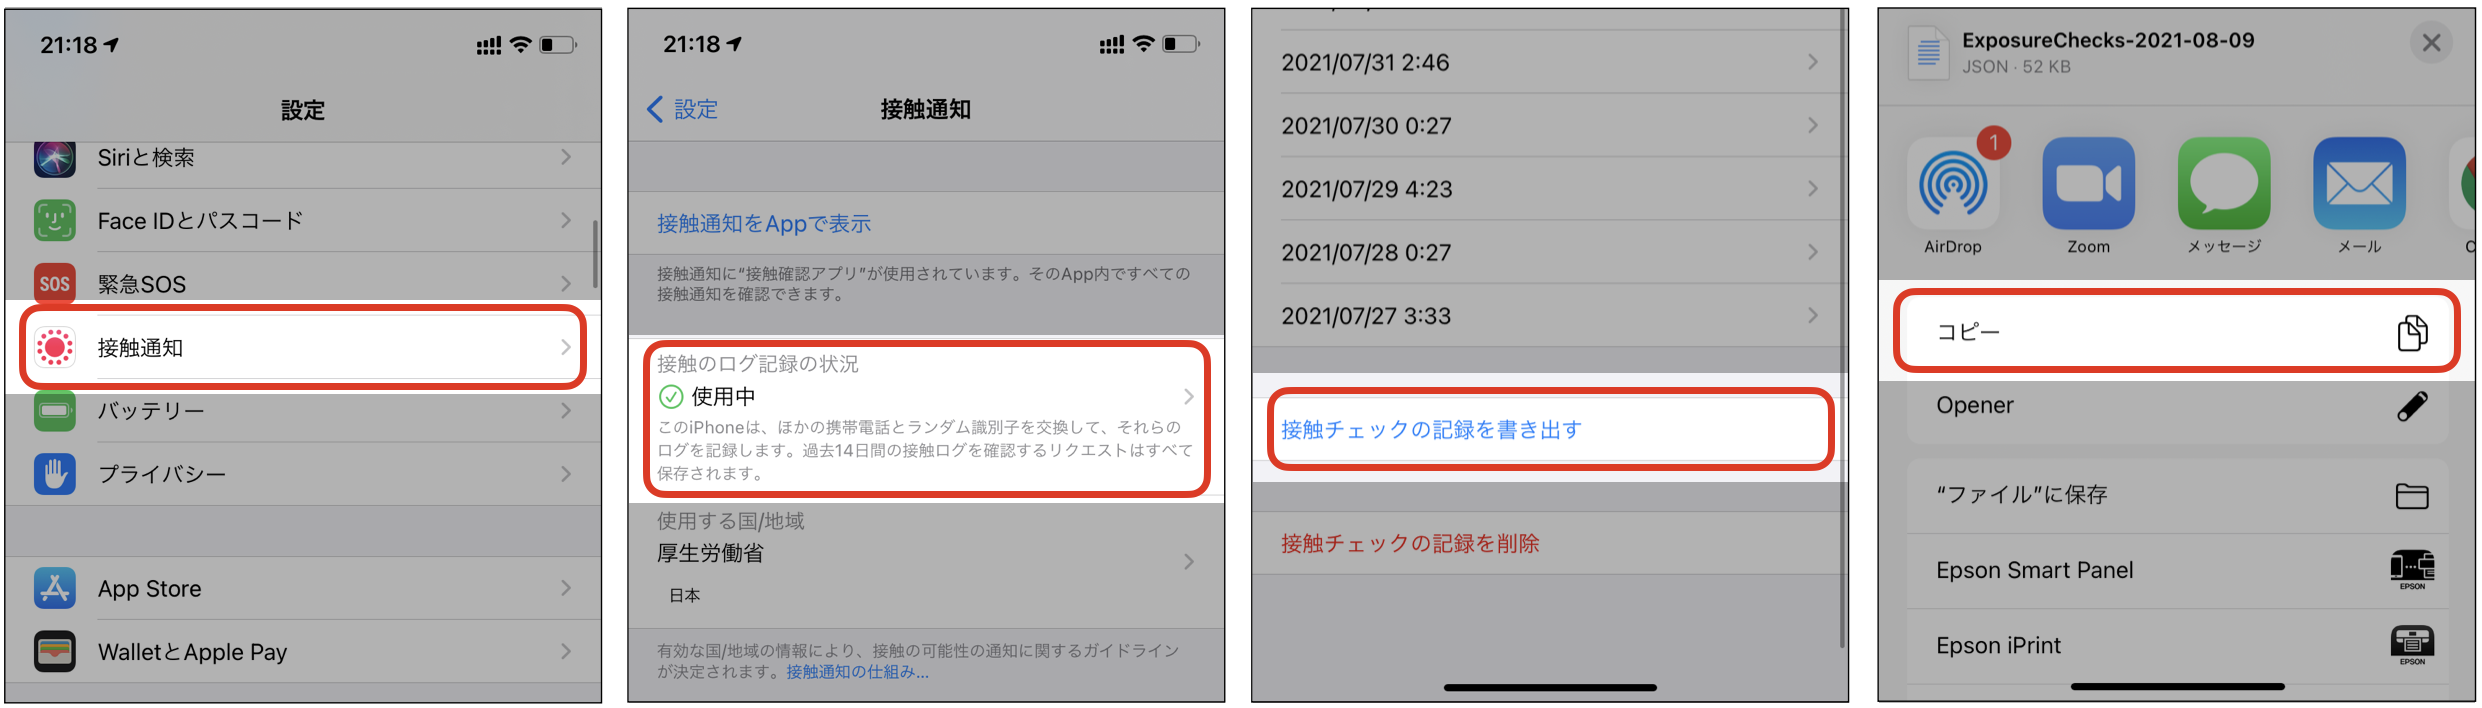 21:18
設定
Siriと検索
Face IDとパスコード
SOS
緊急SOS
接触通知
バッテリー
プライバシー
App Store
WalletとApple Pay
21:18
設定
接触通知
接触通知をAppで表示
接触通知に“接触確認アプリ”が使用されています。そのApp内ですべての
接触通知を確認できます。
接触のログ記録の状況
使用中
このiPhoneは、ほかの携帯電話とランダム識別子を交換して、それらの
ログを記録します。過去14日間の接触ログを確認するリクエストはすべて
保存されます。
使用する国/地域
厚生労働省
日本
有効な国/地域の情報により、接触の可能性の通知に関するガイドライン
が決定されます。接触通知の仕組み...
2021/07/31 2:46
2021/07/30 0:27
2021/07/29 4:23
2021/07/28 0:27
2021/07/27 3:33
接触チェックの記録を書き出す
接触チェックの記録を削除
ExposureChecks-2021-08-09
JSON · 52 KB
1
AirDrop
Zoom
メッセージ
メール
コピー
Opener
“ファイル”に保存
Epson Smart Panel
EPSON
Epson iPrint
EPSON